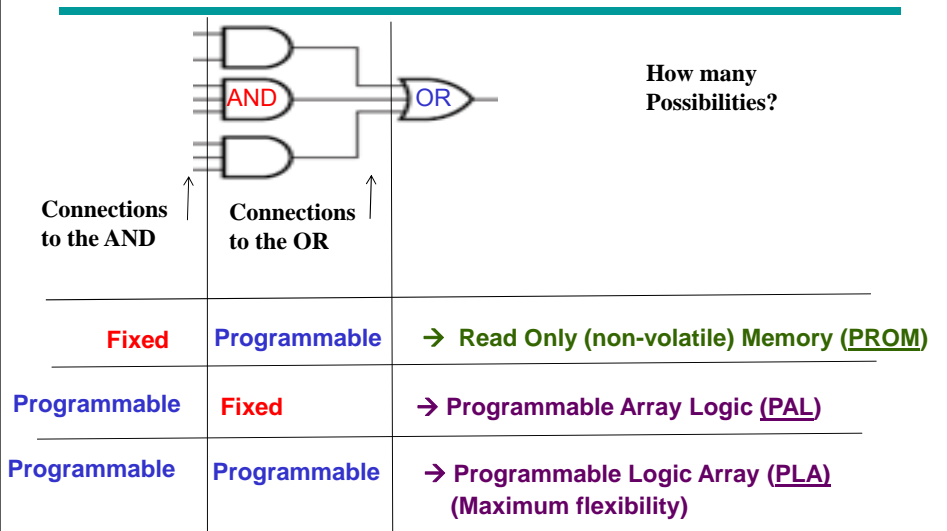 How many
Possibilities?
AND
OR
Connections
to the AND
Connections
to the OR
Fixed
Programmable
→ Read Only (non-volatile) Memory (PROM)
Programmable
Fixed
→ Programmable Array Logic (PAL)
Programmable
Programmable
→ Programmable Logic Array (PLA)
(Maximum flexibility)